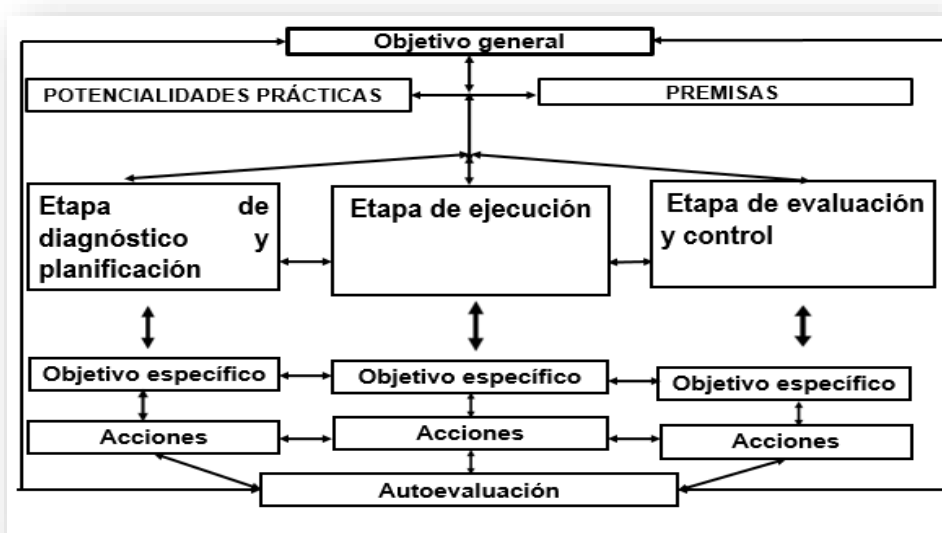 Objetivo general
POTENCIALIDADES PRÁCTICAS
PREMISAS
Etapa de
diagnóstico y
planificación
Etapa de ejecución
Etapa de evaluación
y control
Objetivo específico
Objetivo específico
Objetivo específico
Acciones
Acciones
Acciones
Autoevaluación